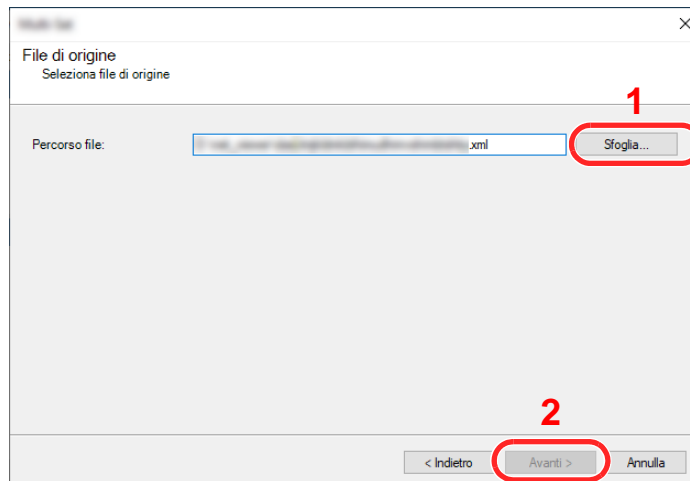 File di origine
Seleziona file di origine
1
Percorso file: .xml Sfoglia...
2
< Indietro Avanti > Annulla